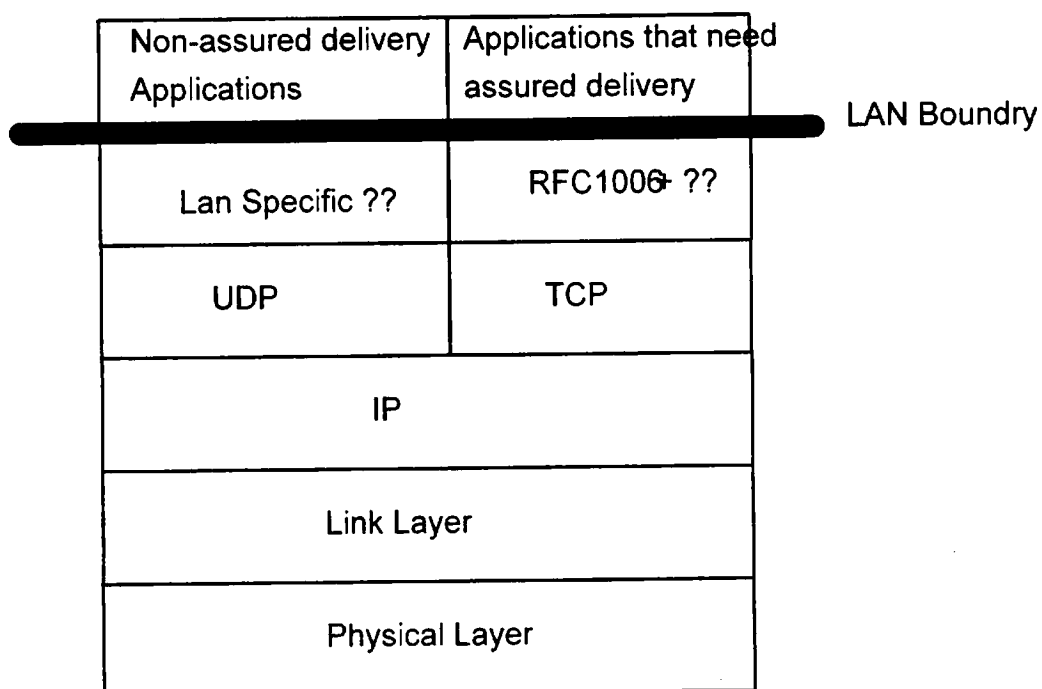 Non-assured delivery
Applications
Applications that need
assured delivery
LAN Boundry
Lan Specific ??
RFC1006+ ??
UDP
TCP
IP
Link Layer
Physical Layer